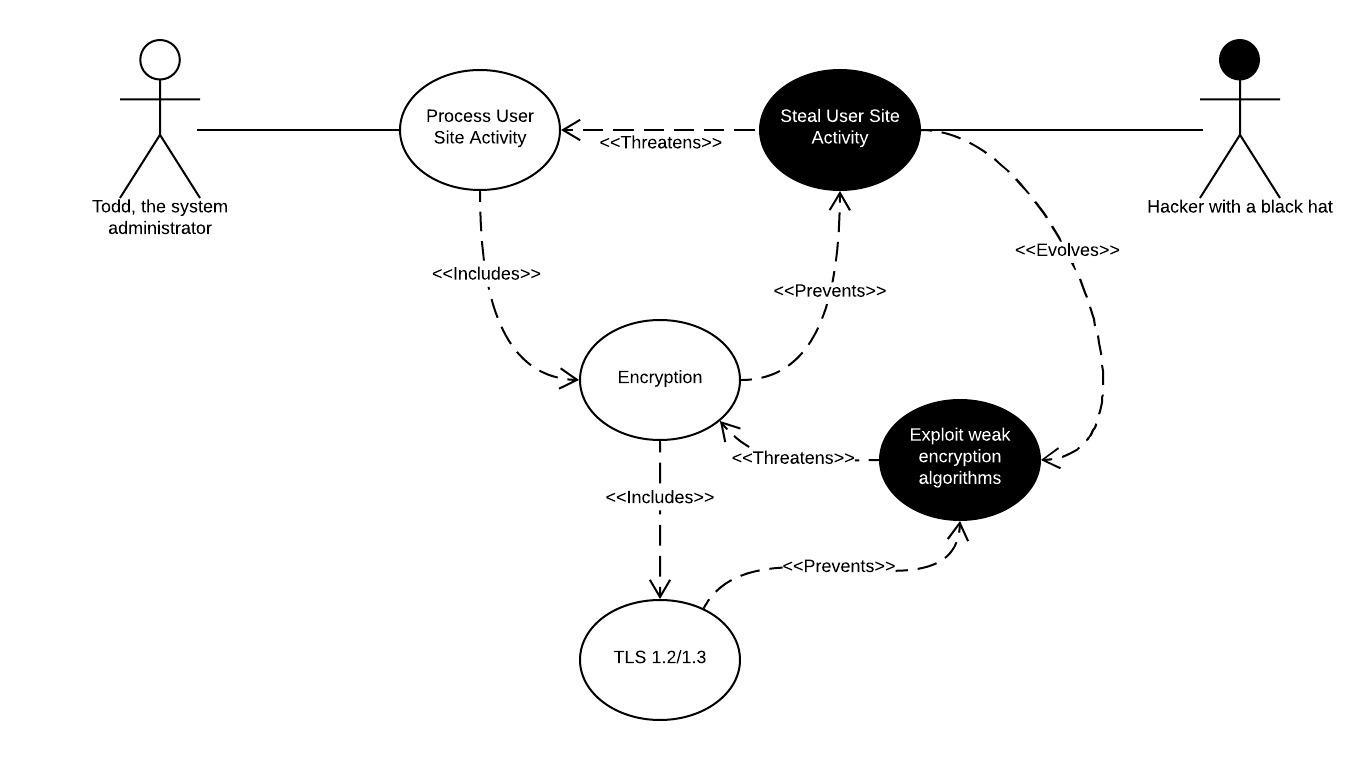 Process User
Site Activity
Steal User Site
Activity
<<Threatens>>
Todd, the system
administrator
Hacker with a black hat
<<Evolves>>
<<Includes>>
<<Prevents>>
Encryption
Exploit weak
encryption
algorithms
<<Threatens>>
<<Includes>>
<<Prevents>>
TLS 1.2/1.3